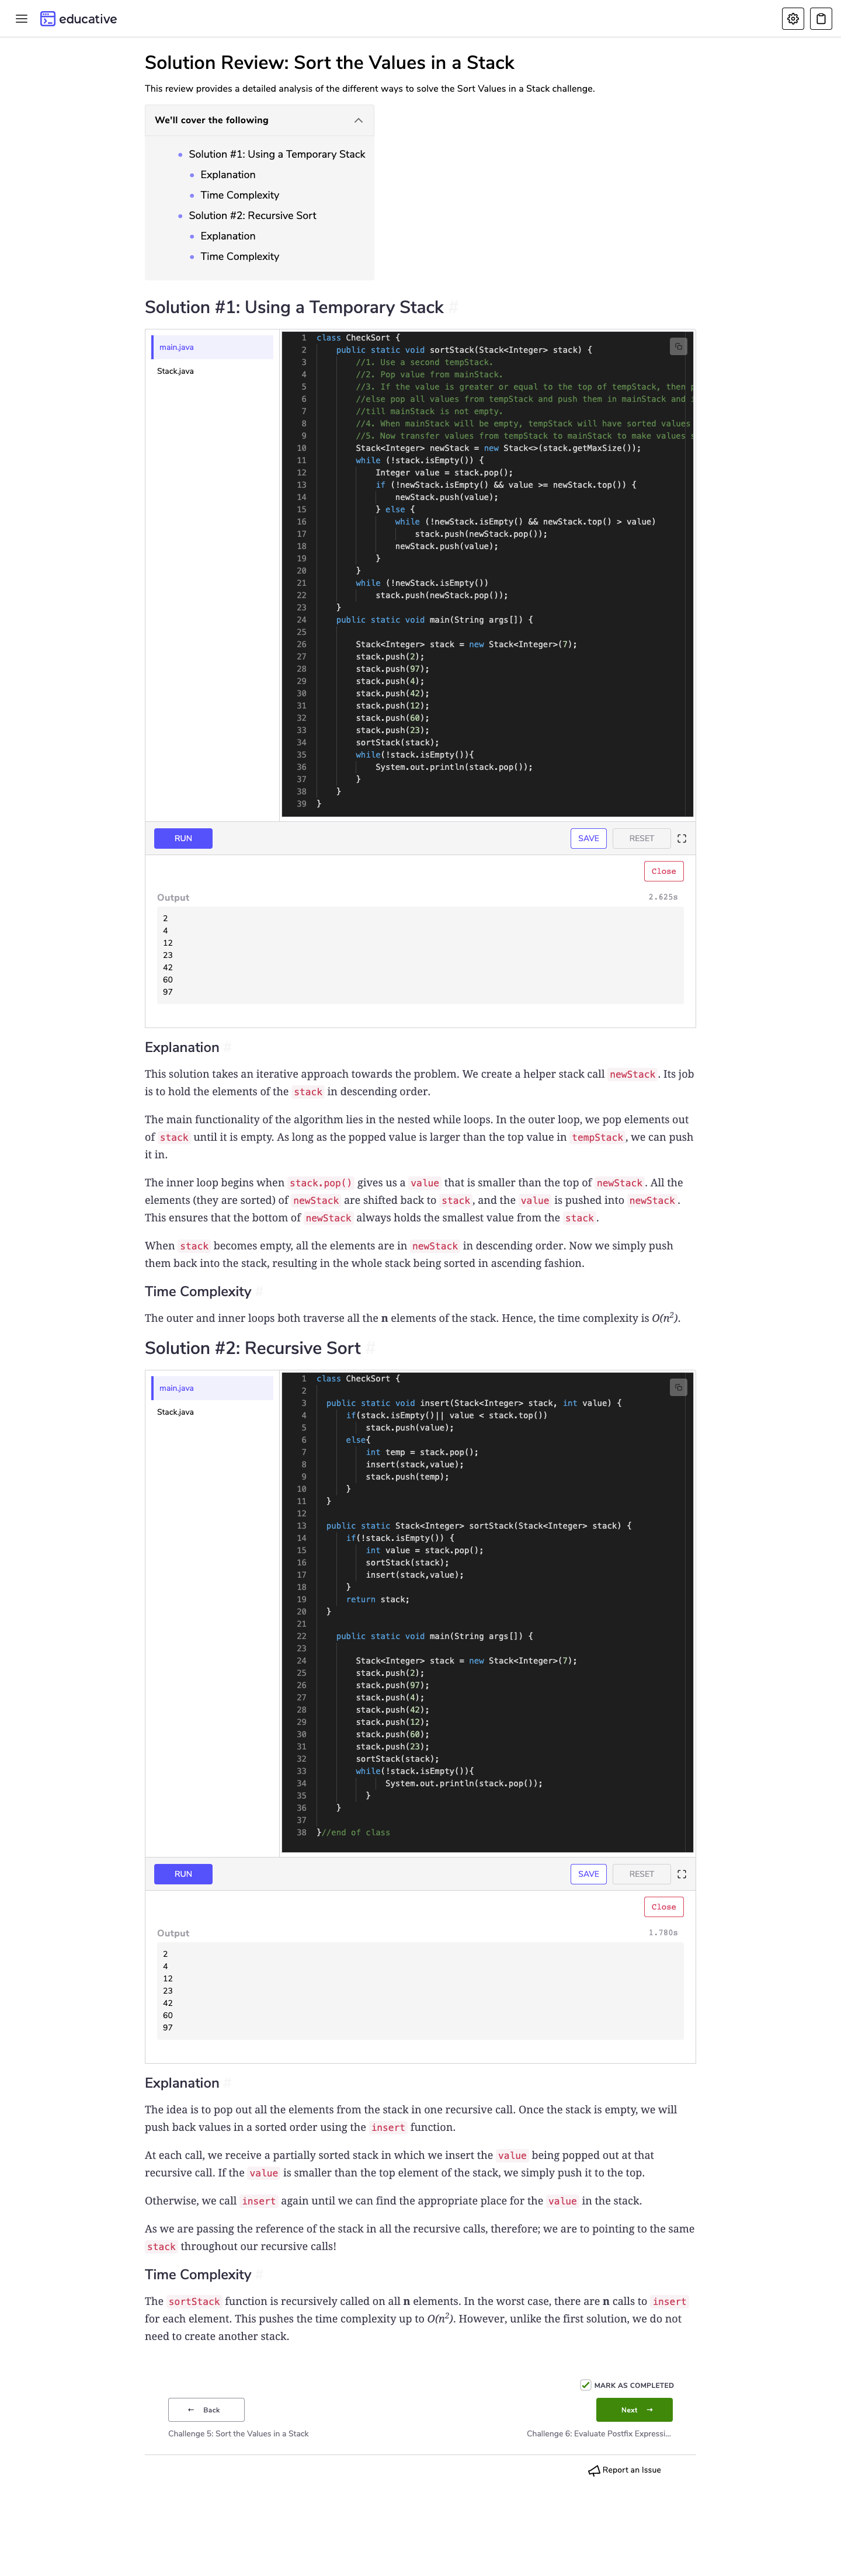 educative
Solution Review: Sort the Values in a Stack
This review provides a detailed analysis of the different ways to solve the Sort Values in a Stack challenge.
We'll cover the following
Solution #1: Using a Temporary Stack
Explanation
Time Complexity
Solution #2: Recursive Sort
Explanation
Time Complexity
Solution #1: Using a Temporary Stack #
main.java
Stack.java
1 class CheckSort {
2 public static void sortStack(Stack<Integer> stack) {
3 //1. Use a second tempStack.
4 //2. Pop value from mainStack.
5 //3. If the value is greater or equal to the top of tempStack, then p
6 //else pop all values from tempStack and push them in mainStack and i
7 //till mainStack is not empty.
8 //4. When mainStack will be empty, tempStack will have sorted values
9 //5. Now transfer values from tempStack to mainStack to make values s
10 Stack<Integer> newStack = new Stack<>(stack.getMaxSize());
11 while (!stack.isEmpty()) {
12 Integer value = stack.pop();
13 if (!newStack.isEmpty() && value >= newStack.top()) {
14 newStack.push(value);
15 } else {
16 while (!newStack.isEmpty() && newStack.top() > value)
17 stack.push(newStack.pop());
18 newStack.push(value);
19 }
20 }
21 while (!newStack.isEmpty())
22 stack.push(newStack.pop());
23 }
24 public static void main(String args[]) {
25
26 Stack<Integer> stack = new Stack<Integer>(7);
27 stack.push(2);
28 stack.push(97);
29 stack.push(4);
30 stack.push(42);
31 stack.push(12);
32 stack.push(60);
33 stack.push(23);
34 sortStack(stack);
35 while(!stack.isEmpty()){
36 System.out.println(stack.pop());
37 }
38 }
39 }
RUN SAVE RESET
Close
Output 2.625s
2
4
12
23
42
60
97
Explanation #
This solution takes an iterative approach towards the problem. We create a helper stack call newStack. Its job
is to hold the elements of the stack in descending order.
The main functionality of the algorithm lies in the nested while loops. In the outer loop, we pop elements out
of stack until it is empty. As long as the popped value is larger than the top value in tempStack, we can push
it in.
The inner loop begins when stack.pop() gives us a value that is smaller than the top of newStack. All the
elements (they are sorted) of newStack are shifted back to stack, and the value is pushed into newStack.
This ensures that the bottom of newStack always holds the smallest value from the stack.
When stack becomes empty, all the elements are in newStack in descending order. Now we simply push
them back into the stack, resulting in the whole stack being sorted in ascending fashion.
Time Complexity #
The outer and inner loops both traverse all the n elements of the stack. Hence, the time complexity is O(n²).
Solution #2: Recursive Sort #
main.java
Stack.java
1 class CheckSort {
2
3 public static void insert(Stack<Integer> stack, int value) {
4 if(stack.isEmpty()|| value < stack.top())
5 stack.push(value);
6 else{
7 int temp = stack.pop();
8 insert(stack,value);
9 stack.push(temp);
10 }
11 }
12
13 public static Stack<Integer> sortStack(Stack<Integer> stack) {
14 if(!stack.isEmpty()) {
15 int value = stack.pop();
16 sortStack(stack);
17 insert(stack,value);
18 }
19 return stack;
20 }
21
22 public static void main(String args[]) {
23
24 Stack<Integer> stack = new Stack<Integer>(7);
25 stack.push(2);
26 stack.push(97);
27 stack.push(4);
28 stack.push(42);
29 stack.push(12);
30 stack.push(60);
31 stack.push(23);
32 sortStack(stack);
33 while(!stack.isEmpty()){
34 System.out.println(stack.pop());
35 }
36 }
37
38 }//end of class
RUN SAVE RESET
Close
Output 1.780s
2
4
12
23
42
60
97
Explanation #
The idea is to pop out all the elements from the stack in one recursive call. Once the stack is empty, we will
push back values in a sorted order using the insert function.
At each call, we receive a partially sorted stack in which we insert the value being popped out at that
recursive call. If the value is smaller than the top element of the stack, we simply push it to the top.
Otherwise, we call insert again until we can find the appropriate place for the value in the stack.
As we are passing the reference of the stack in all the recursive calls, therefore; we are to pointing to the same
stack throughout our recursive calls!
Time Complexity #
The sortStack function is recursively called on all n elements. In the worst case, there are n calls to insert
for each element. This pushes the time complexity up to O(n²). However, unlike the first solution, we do not
need to create another stack.
MARK AS COMPLETED
← Back Next →
Challenge 5: Sort the Values in a Stack Challenge 6: Evaluate Postfix Expressi...
Report an Issue